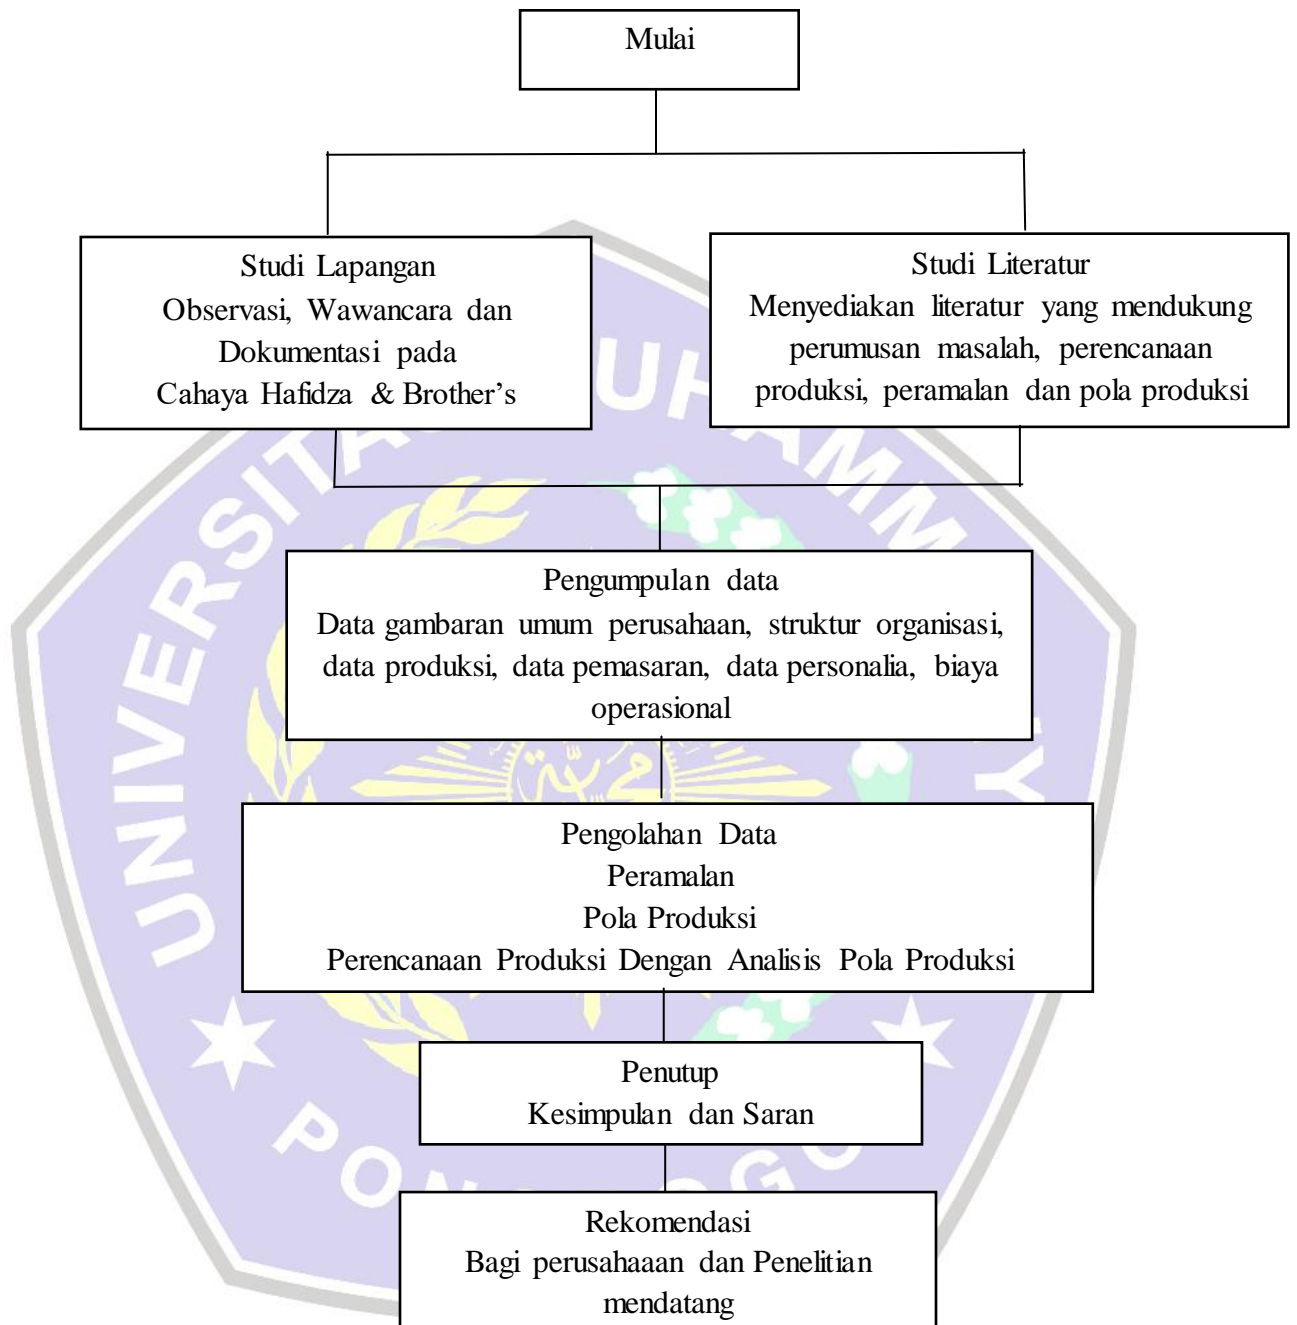 Mulai
Studi Lapangan
Observasi, Wawancara dan
Dokumentasi pada
Cahaya Hafidza & Brother’s
Studi Literatur
Menyediakan literatur yang mendukung
perumusan masalah, perencanaan
produksi, peramalan dan pola produksi
Pengumpulan data
Data gambaran umum perusahaan, struktur organisasi,
data produksi, data pemasaran, data personalia, biaya
operasional
Pengolahan Data
Peramalan
Pola Produksi
Perencanaan Produksi Dengan Analisis Pola Produksi
Penutup
Kesimpulan dan Saran
Rekomendasi
Bagi perusahaaan dan Penelitian
mendatang